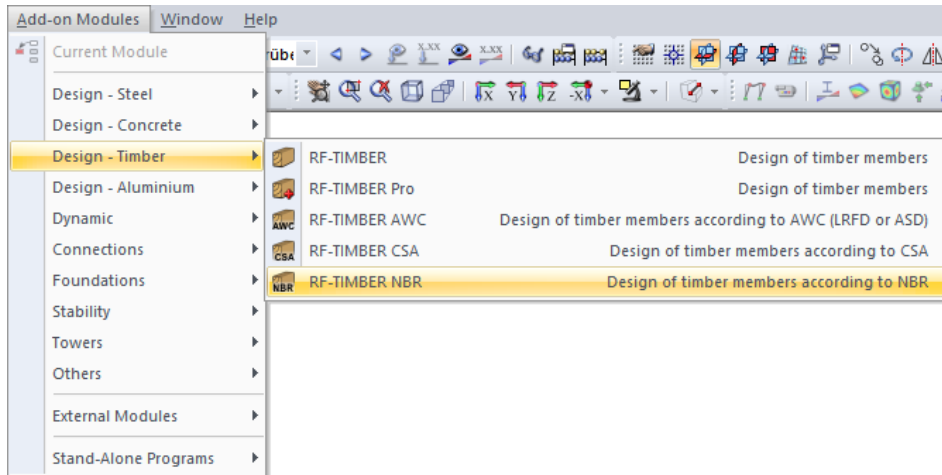 Add-on Modules Window Help
Current Module
Design - Steel
Design - Concrete
Design - Timber
Design - Aluminium
Dynamic
Connections
Foundations
Stability
Towers
Others
External Modules
Stand-Alone Programs
RF-TIMBER Design of timber members
RF-TIMBER Pro Design of timber members
AWC RF-TIMBER AWC Design of timber members according to AWC (LRFD or ASD)
CSA RF-TIMBER CSA Design of timber members according to CSA
NBR RF-TIMBER NBR Design of timber members according to NBR